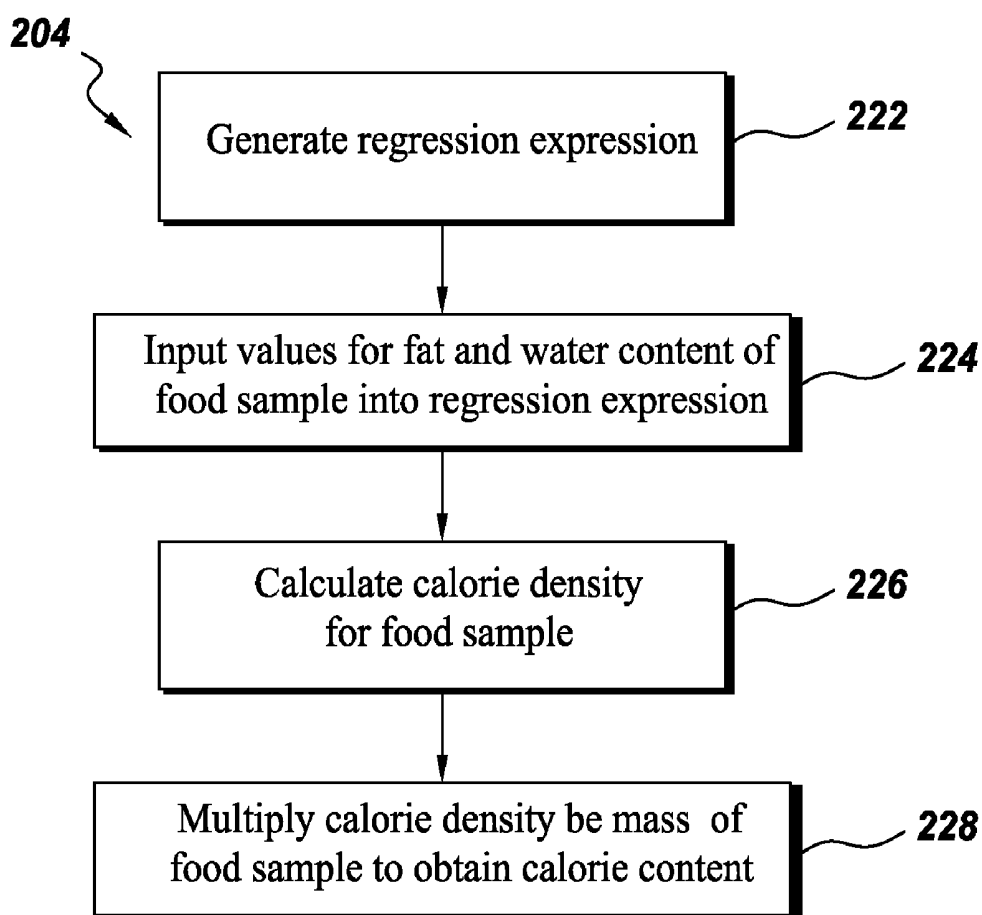 204
Generate regression expression
222
Input values for fat and water content of
food sample into regression expression
224
Calculate calorie density
for food sample
226
Multiply calorie density be mass of
food sample to obtain calorie content
228